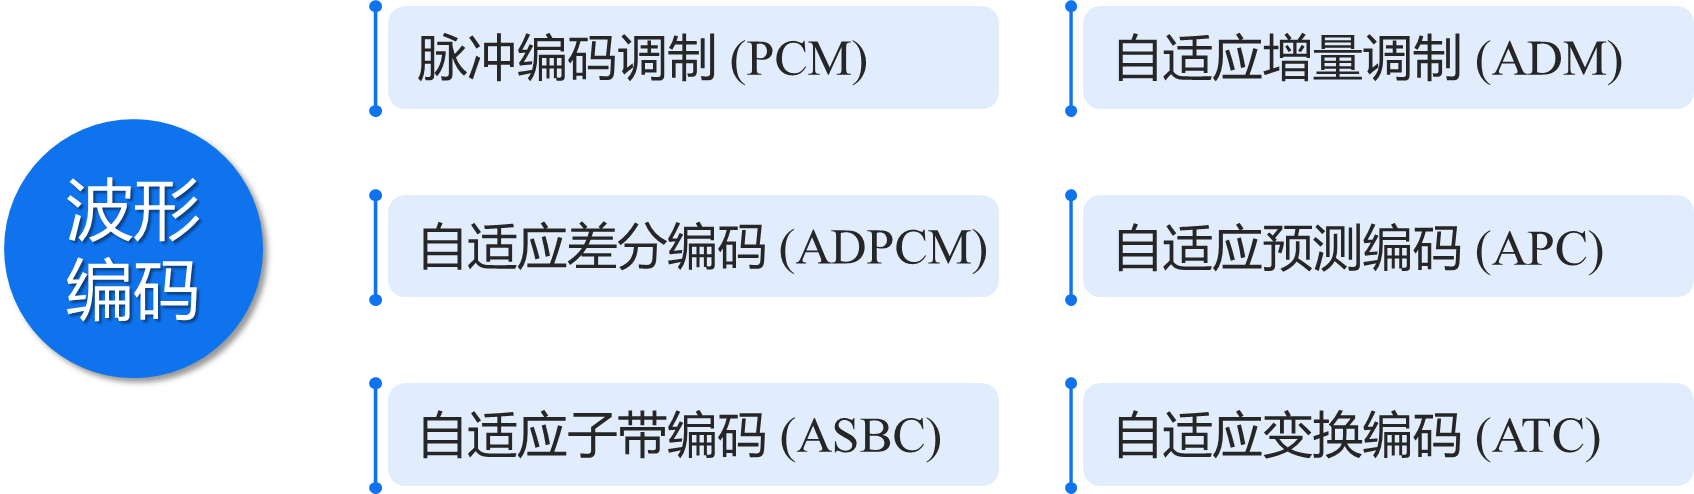 波形
编码
脉冲编码调制 (PCM)
自适应增量调制 (ADM)
自适应差分编码 (ADPCM)
自适应预测编码 (APC)
自适应子带编码 (ASBC)
自适应变换编码 (ATC)